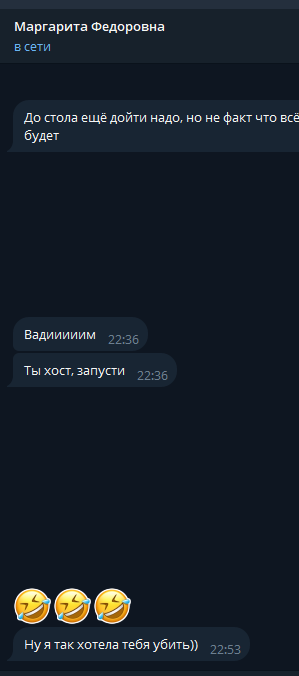 Маргарита Федоровна
в сети
До стола ещё дойти надо, но не факт что всё
будет
Вадииииим 22:36
Ты хост, запусти 22:36
🤣🤣🤣
Ну я так хотела тебя убить)) 22:53